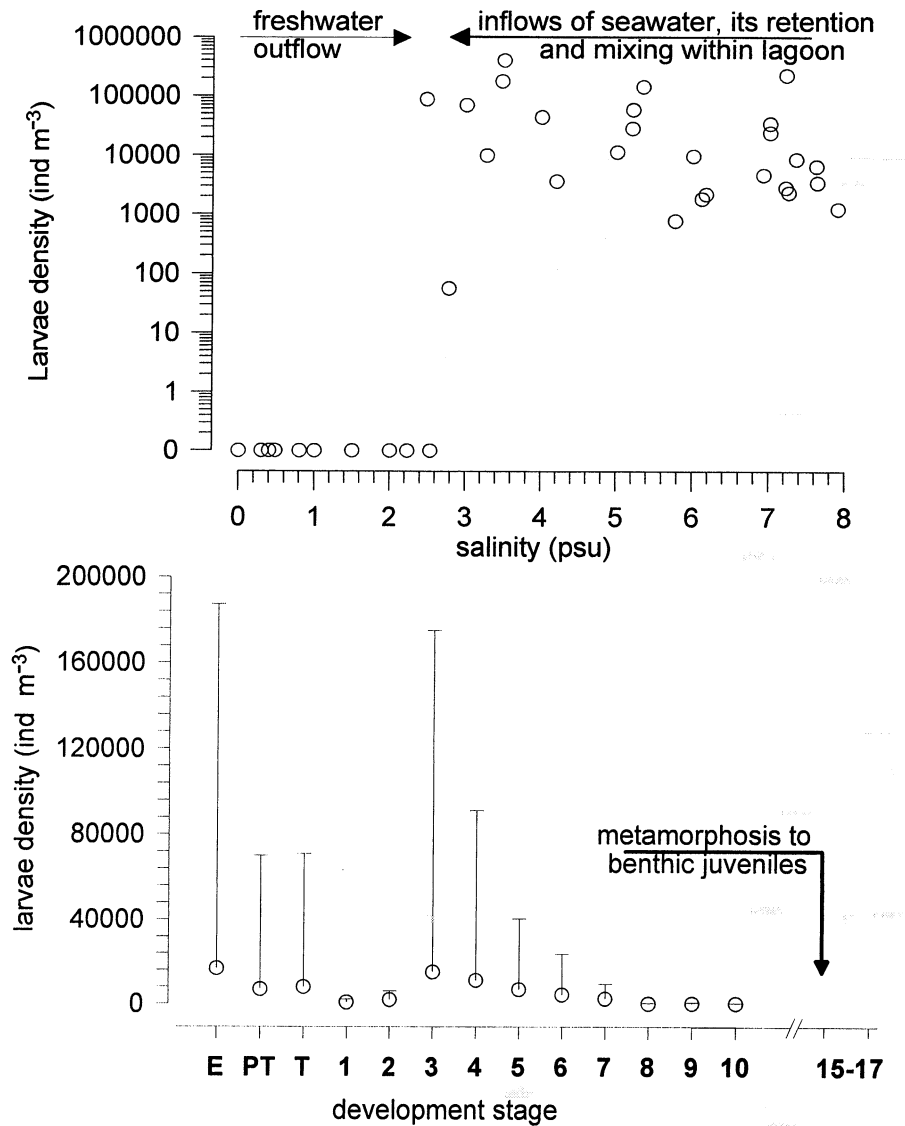 freshwater
outflow
inflows of seawater, its retention
and mixing within lagoon
1000000
100000
10000
1000
100
10
1
0
Larvae density (ind m⁻³)
0 1 2 3 4 5 6 7 8
salinity (psu)
200000
160000
120000
80000
40000
0
larvae density (ind m⁻³)
metamorphosis to
benthic juveniles
E PT T 1 2 3 4 5 6 7 8 9 10 15-17
development stage